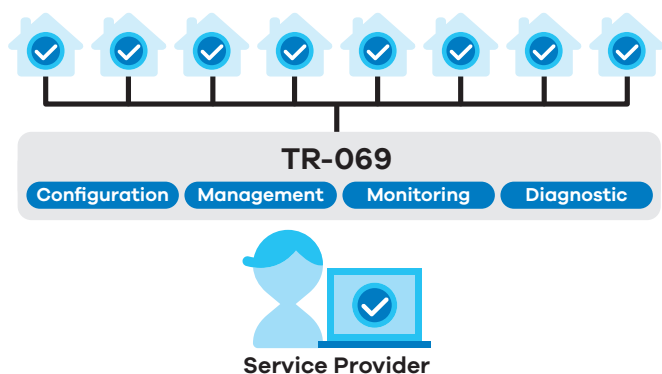 TR-069
Configuration Management Monitoring Diagnostic
Service Provider